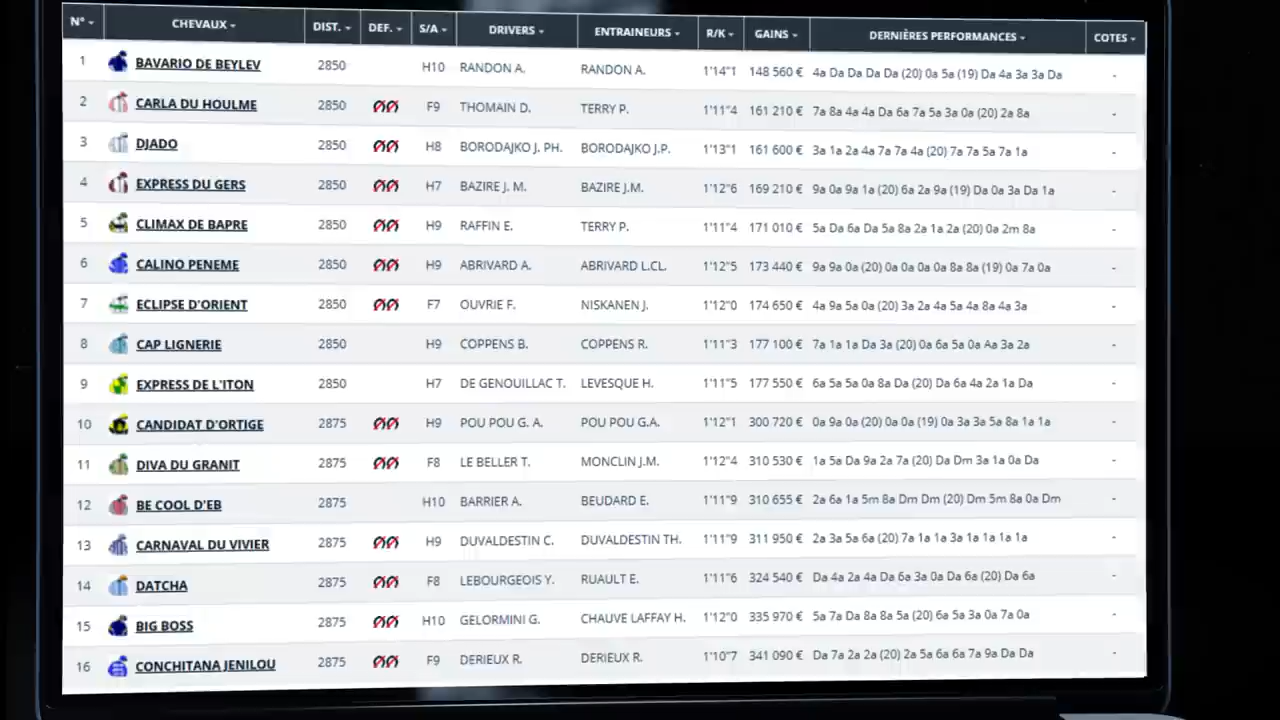 N° CHEVAUX DIST. DEF. S/A DRIVERS ENTRAINEURS R/K GAINS DERNIÈRES PERFORMANCES COTES
1 BAVARIO DE BEYLEV 2850 H10 RANDON A. RANDON A. 1'14"1 148 560 € 4a Da Da Da Da (20) 0a 5a (19) Da 4a 3a 3a Da -
2 CARLA DU HOULME 2850 F9 THOMAIN D. TERRY P. 1'11"4 161 210 € 7a 8a 4a 4a Da 6a 7a 5a 3a 0a (20) 2a 8a -
3 DJADO 2850 H8 BORODAJKO J. PH. BORODAJKO J.P. 1'13"1 161 600 € 3a 1a 2a 4a 7a 7a 4a (20) 7a 7a 5a 7a 1a -
4 EXPRESS DU GERS 2850 H7 BAZIRE J. M. BAZIRE J.M. 1'12"6 169 210 € 9a 0a 9a 1a (20) 6a 2a 9a (19) Da 0a 3a Da 1a -
5 CLIMAX DE BAPRE 2850 H9 RAFFIN E. TERRY P. 1'11"4 171 010 € 5a Da 6a Da 5a 8a 2a 1a 2a (20) 0a 2m 8a -
6 CALINO PENEME 2850 H9 ABRIVARD A. ABRIVARD L.CL. 1'12"5 173 440 € 9a 9a 0a (20) 0a 0a 0a 0a 8a 8a (19) 0a 7a 0a -
7 ECLIPSE D'ORIENT 2850 F7 OUVRIE F. NISKANEN J. 1'12"0 174 650 € 4a 9a 5a 0a (20) 3a 2a 4a 5a 4a 8a 4a 3a -
8 CAP LIGNERIE 2850 H9 COPPENS B. COPPENS R. 1'11"3 177 100 € 7a 1a 1a Da 3a (20) 0a 6a 5a 0a Aa 3a 2a -
9 EXPRESS DE L'ITON 2850 H7 DE GENOUILLAC T. LEVESQUE H. 1'11"5 177 550 € 6a 5a 5a 0a 8a Da (20) Da 6a 4a 2a 1a Da -
10 CANDIDAT D'ORTIGE 2875 H9 POU POU G. A. POU POU G.A. 1'12"1 300 720 € 0a 9a 0a (20) 0a 0a (19) 0a 3a 3a 5a 8a 1a 1a -
11 DIVA DU GRANIT 2875 F8 LE BELLER T. MONCLIN J.M. 1'12"4 310 530 € 1a 5a Da 9a 2a 7a (20) Da Dm 3a 1a 0a Da -
12 BE COOL D'EB 2875 H10 BARRIER A. BEUDARD E. 1'11"9 310 655 € 2a 6a 1a 5m 8a Dm Dm (20) Dm 5m 8a 0a Dm -
13 CARNAVAL DU VIVIER 2875 H9 DUVALDESTIN C. DUVALDESTIN TH. 1'11"9 311 950 € 2a 3a 5a 6a (20) 7a 1a 1a 3a 1a 1a 1a 1a -
14 DATCHA 2875 F8 LEBOURGEOIS Y. RUAULT E. 1'11"6 324 540 € Da 4a 2a 4a Da 6a 3a 0a Da 6a (20) Da 6a -
15 BIG BOSS 2875 H10 GELORMINI G. CHAUVE LAFFAY H. 1'12"0 335 970 € 5a 7a Da 8a 8a 5a (20) 6a 5a 3a 0a 7a 0a -
16 CONCHITANA JENILOU 2875 F9 DERIEUX R. DERIEUX R. 1'10"7 341 090 € Da 7a 2a 2a (20) 2a 5a 6a 6a 7a 9a Da Da -